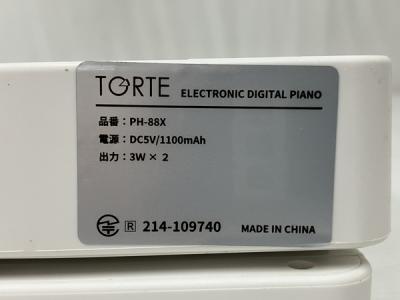 TORTE ELECTRONIC DIGITAL PIANO
品番：PH-88X
電源：DC5V/1100mAh
出力：3W × 2
R 214-109740 MADE IN CHINA